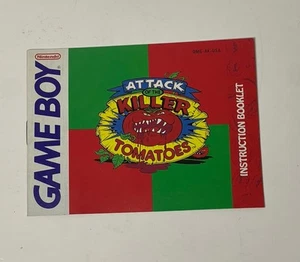 Nintendo
GAME BOY
ATTACK
OF THE
KILLER
TOMATOES
INSTRUCTION BOOKLET